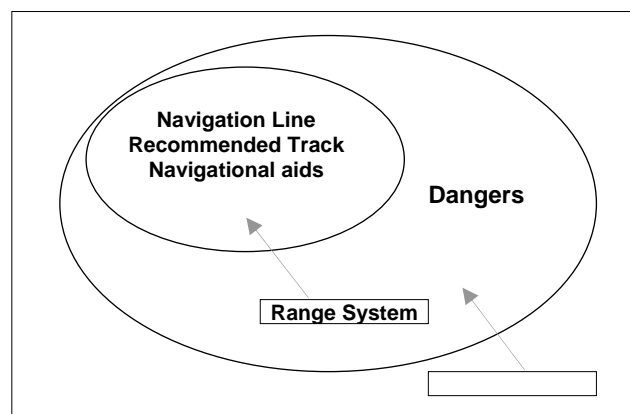 Navigation Line
Recommended Track
Navigational aids
Dangers
Range System